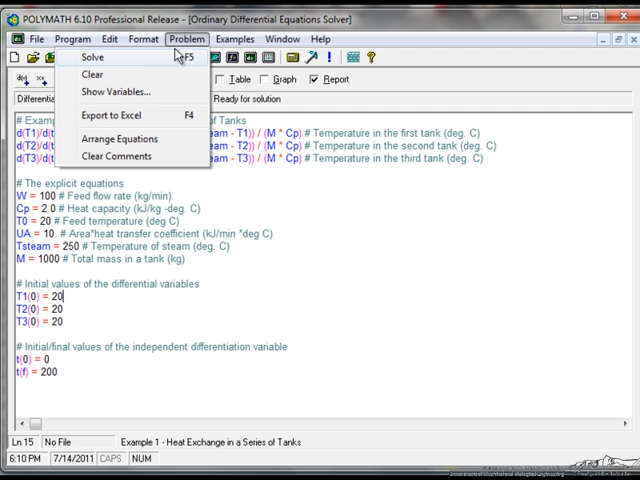 POLYMATH 6.10 Professional Release - [Ordinary Differential Equations Solver]
File Program Edit Format Problem Examples Window Help
Solve F5
Clear
Show Variables...
Export to Excel F4
Arrange Equations
Clear Comments
Table Graph Report
Ready for solution
of Tanks
d(T1)/d( - T1)) / (M * Cp) # Temperature in the first tank (deg. C)
d(T2)/d( - T2)) / (M * Cp) # Temperature in the second tank (deg. C)
d(T3)/d( - T3)) / (M * Cp) # Temperature in the third tank (deg. C)
# The explicit equations
W = 100 # Feed flow rate (kg/min)
Cp = 2.0 # Heat capacity (kJ/kg -deg. C)
T0 = 20 # Feed temperature (deg C)
UA = 10. # Area*heat transfer coefficient (kJ/min *deg C)
Tsteam = 250 # Temperature of steam (deg. C)
M = 1000 # Total mass in a tank (kg)
# Initial values of the differential variables
T1(0) = 20
T2(0) = 20
T3(0) = 20
# Initial/final values of the independent differentiation variable
t(0) = 0
t(f) = 200
Ln 15 No File Example 1 - Heat Exchange in a Series of Tanks
6:10 PM 7/14/2011 CAPS NUM